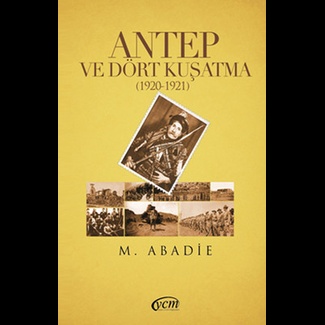 ANTEP
VE DÖRT KUŞATMA
(1920-1921)
M. ABADİE
ycm